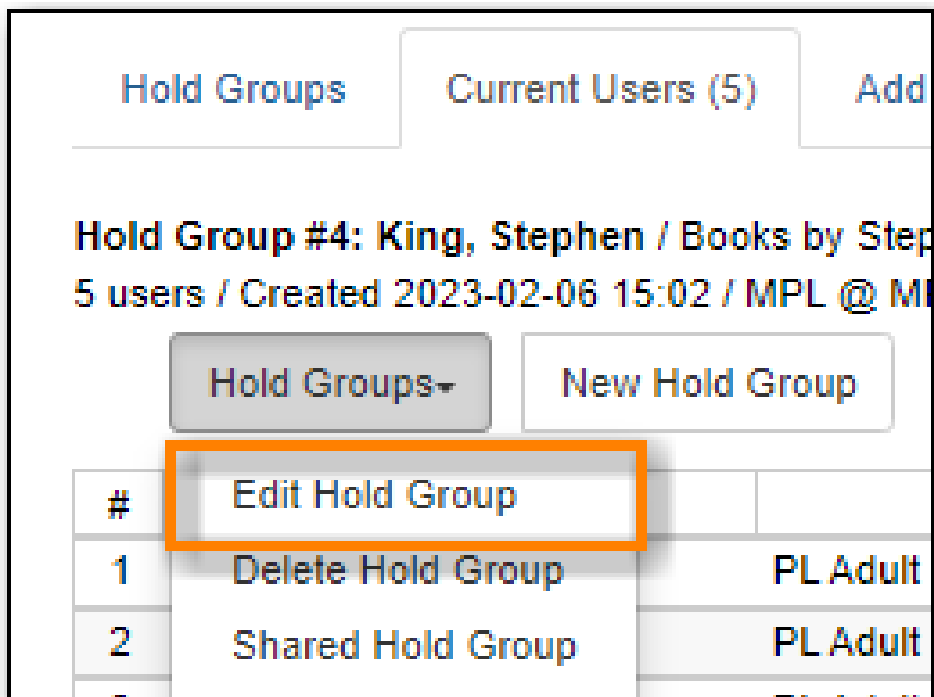 Hold Groups Current Users (5) Add
Hold Group #4: King, Stephen / Books by Step
5 users / Created 2023-02-06 15:02 / MPL @
Hold Groups New Hold Group
#
Edit Hold Group
1 Delete Hold Group PL Adult
2 Shared Hold Group PL Adult